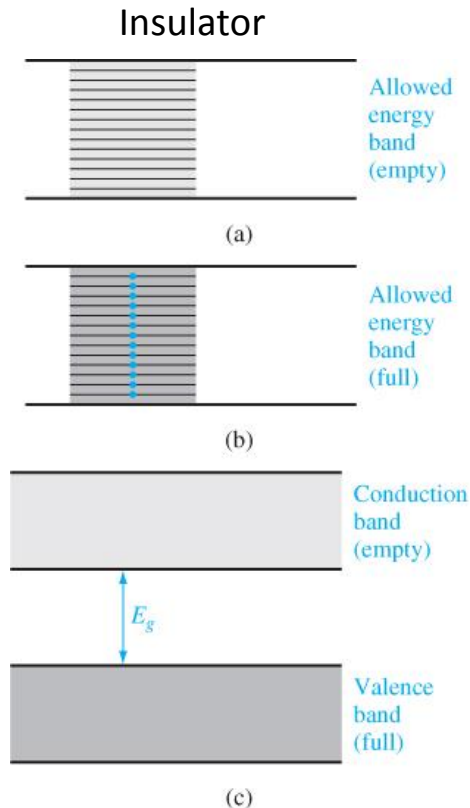 Insulator
Allowed
energy
band
(empty)
(a)
Allowed
energy
band
(full)
(b)
Conduction
band
(empty)
E_g
Valence
band
(full)
(c)